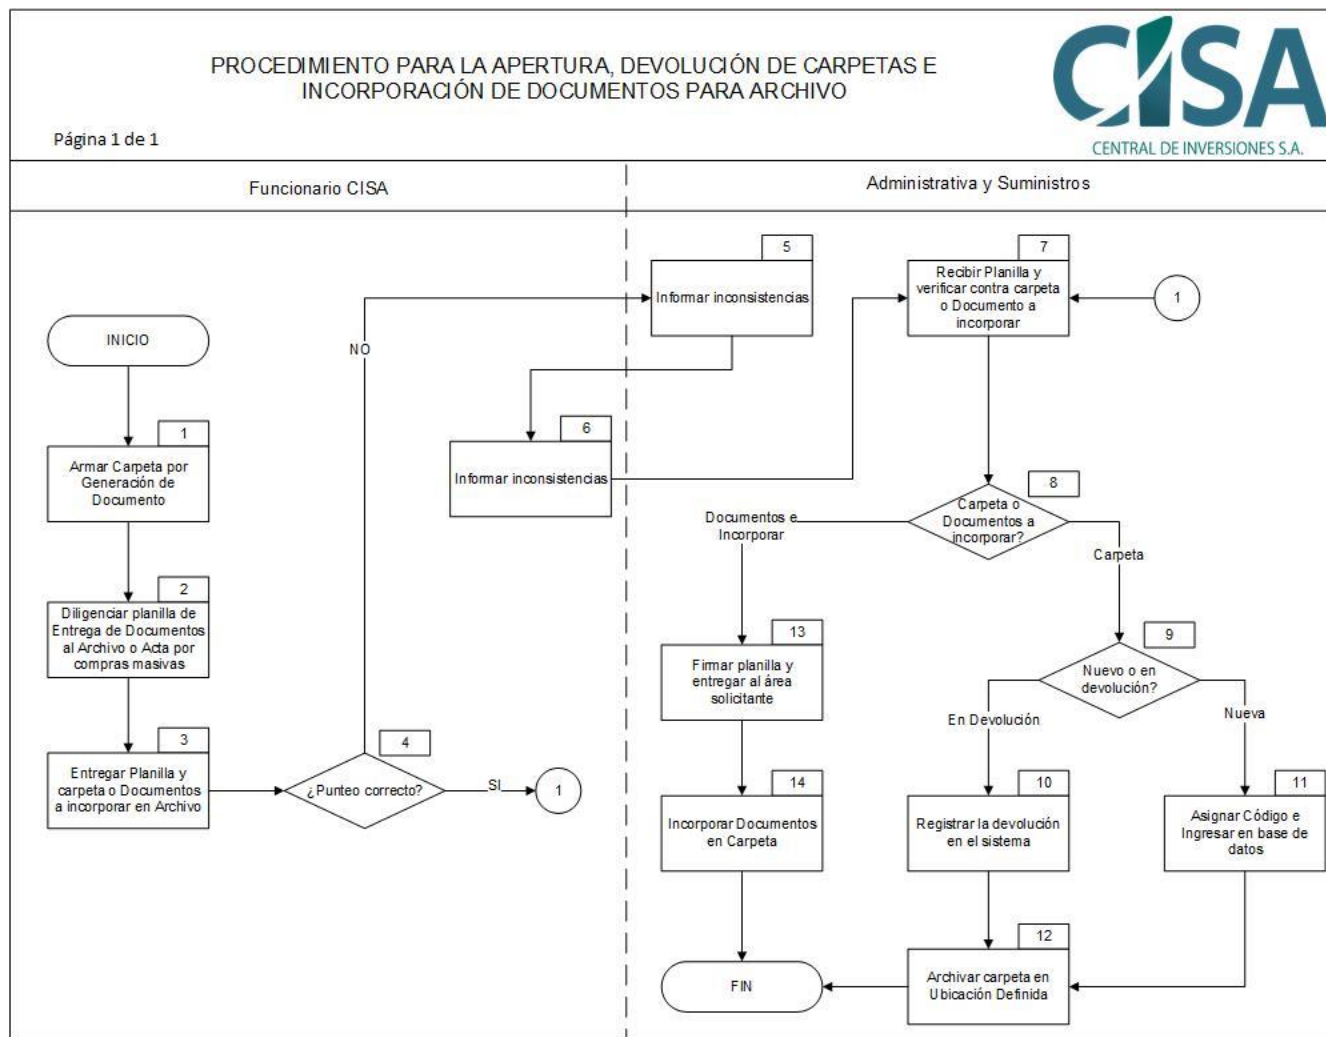 PROCEDIMIENTO PARA LA APERTURA, DEVOLUCIÓN DE CARPETAS E
INCORPORACIÓN DE DOCUMENTOS PARA ARCHIVO
CISA
CENTRAL DE INVERSIONES S.A.
Página 1 de 1
Funcionario CISA
Administrativa y Suministros
INICIO
1
Armar Carpeta por
Generación de
Documento
2
Diligenciar planilla de
Entrega de Documentos
al Archivo o Acta por
compras masivas
3
Entregar Planilla y
carpeta o Documentos
a incorporar en Archivo
4
¿Punteo correcto?
NO
SI
1
5
Informar inconsistencias
6
Informar inconsistencias
7
Recibir Planilla y
verificar contra carpeta
o Documento a
incorporar
1
8
Carpeta o
Documentos a
incorporar?
Documentos e
Incorporar
Carpeta
9
Nuevo o en
devolución?
En Devolución
Nueva
13
Firmar planilla y
entregar al área
solicitante
14
Incorporar Documentos
en Carpeta
10
Registrar la devolución
en el sistema
11
Asignar Código e
Ingresar en base de
datos
12
Archivar carpeta en
Ubicación Definida
FIN